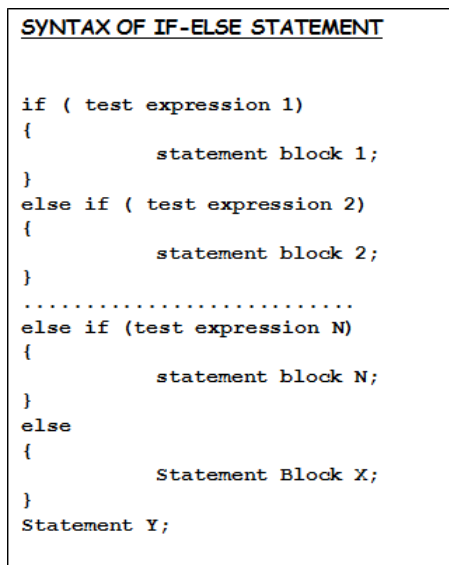 SYNTAX OF IF-ELSE STATEMENT
if ( test expression 1)
{
statement block 1;
}
else if ( test expression 2)
{
statement block 2;
}
...........................
else if (test expression N)
{
statement block N;
}
else
{
Statement Block X;
}
Statement Y;